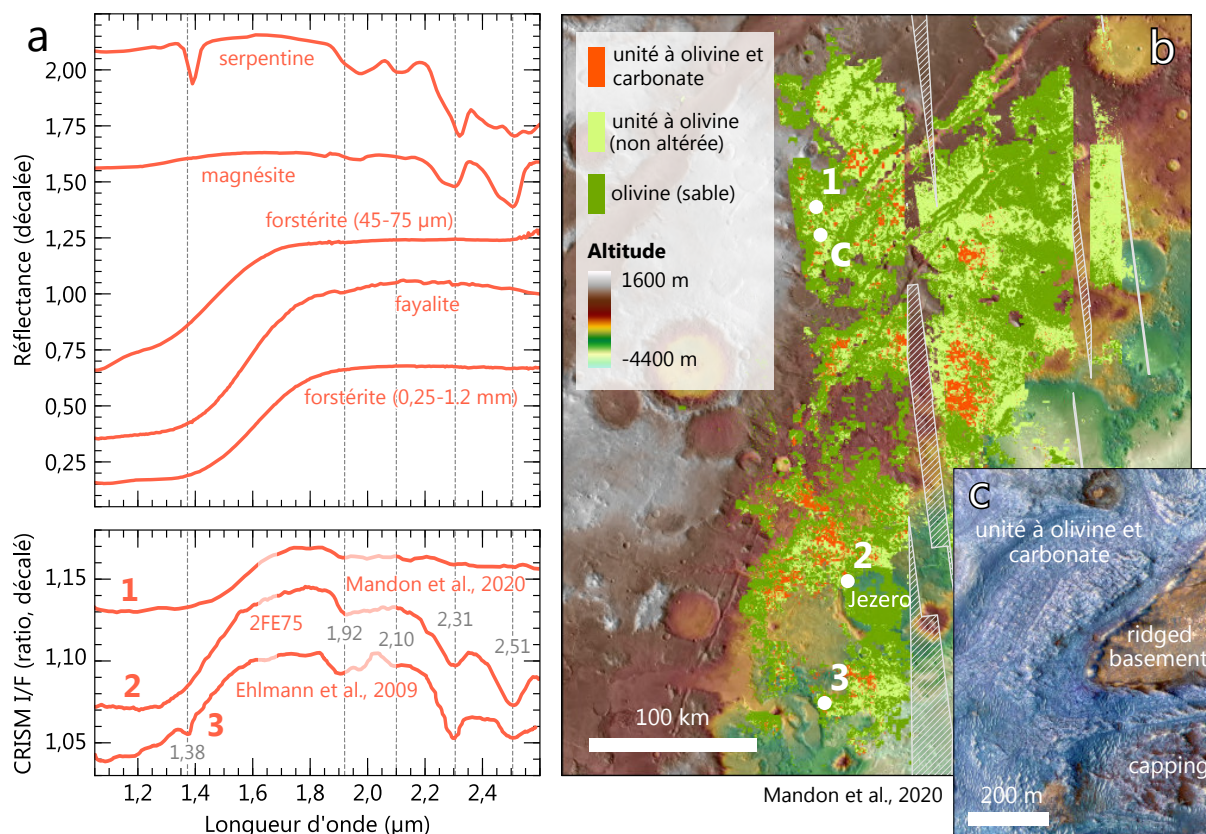 a
serpentine
magnésite
forstérite (45-75 µm)
fayalite
forstérite (0,25-1.2 mm)
Réflectance (décalée)
2,00
1,75
1,50
1,25
1,00
0,75
0,50
0,25
1
Mandon et al., 2020
2FE75
1,92
2,10
2,31
2,51
2
Ehlmann et al., 2009
3
1,38
CRISM I/F (ratio, décalé)
1,15
1,10
1,05
1,2
1,4
1,6
1,8
2,0
2,2
2,4
Longueur d'onde (µm)
b
unité à olivine et
carbonate
unité à olivine
(non altérée)
olivine (sable)
Altitude
1600 m
-4400 m
1
c
2
Jezero
3
100 km
Mandon et al., 2020
c
unité à olivine et
carbonate
ridged
basement
capping
200 m